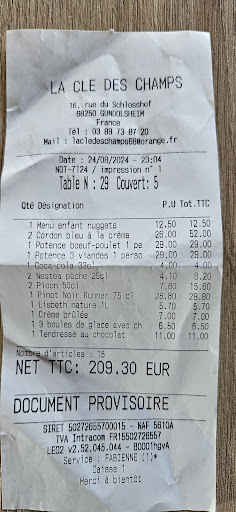 LA CLE DES CHAMPS
16, rue du Schlosshof
68250 GUNDOLSHEIM
France
Tél : 03 89 73 87 20
Mail : lacledeschamps68@orange.fr
Date : 24/08/2024 - 23:04
NOT-7124 / impression n° 1
Table N : 29 Couvert: 5
Qté Désignation P.U Tot.TTC
1 Menu enfant nuggets 12.50 12.50
2 Cordon bleu à la crème 26.00 52.00
1 Potence boeuf-poulet 1 pe 29.00 29.00
1 Potence 3 viandes 1 perso 29.00 29.00
1 Coca-cola 33cl 4.00 4.00
2 Nestea pêche 25cl 4.10 8.20
2 Picon 50cl 7.80 15.60
1 Pinot Noir Runner 75 cl 28.80 28.80
1 Lisbeth nature 1L 5.70 5.70
1 Crème brûlée 7.00 7.00
1 3 boules de glace avec ch 6.50 6.50
1 Tendresse au chocolat 11.00 11.00
Nombre d'articles : 15
NET TTC: 209.30 EUR
DOCUMENT PROVISOIRE
SIRET 50272655700015 - NAF 5610A
TVA Intracom FR15502726557
LEO2 v2.52.045.044 - B0001hgvA
Service : FABIENNE (1)*
Caisse 1
Merci à bientôt